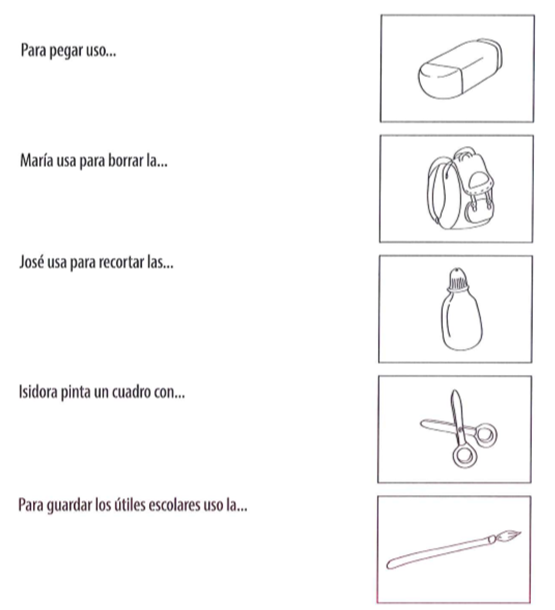 Para pegar uso...
María usa para borrar la...
José usa para recortar las...
Isidora pinta un cuadro con...
Para guardar los útiles escolares uso la...